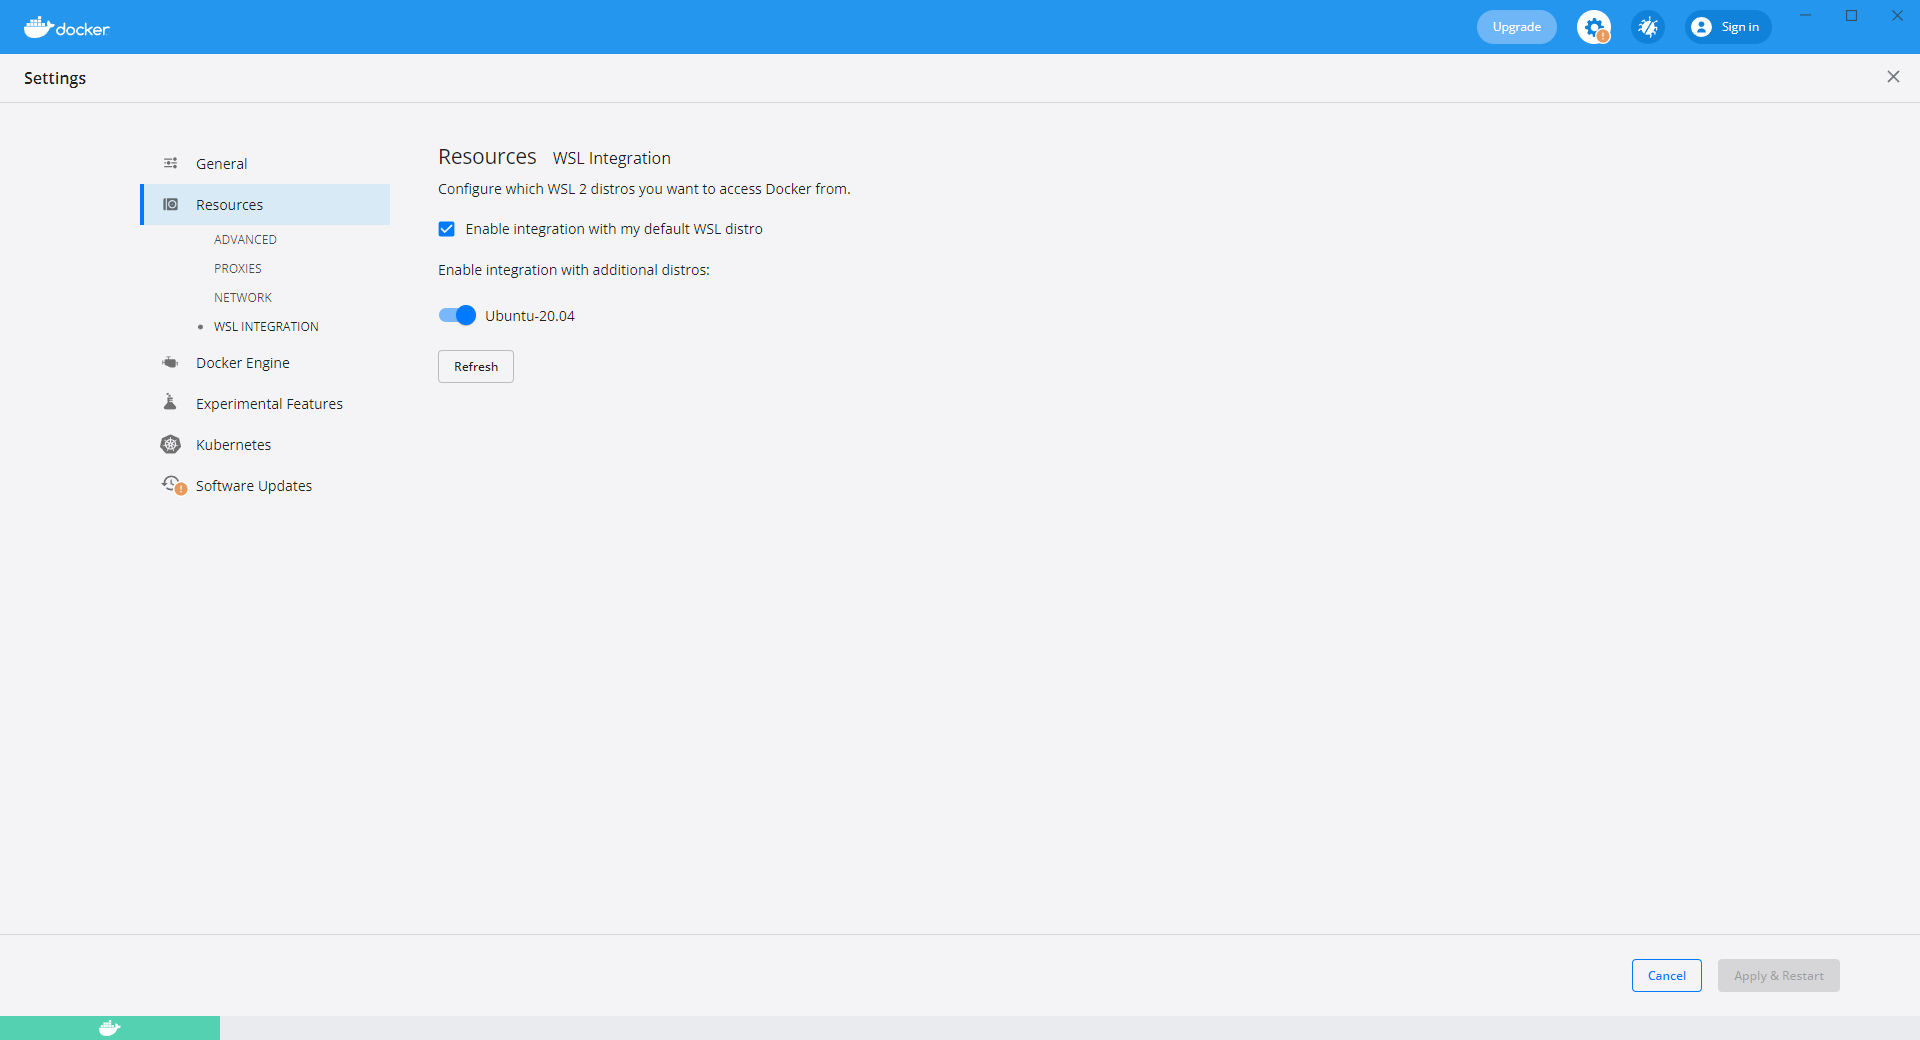 docker
Upgrade
Sign in
Settings
General
Resources
ADVANCED
PROXIES
NETWORK
WSL INTEGRATION
Docker Engine
Experimental Features
Kubernetes
Software Updates
Resources WSL Integration
Configure which WSL 2 distros you want to access Docker from.
Enable integration with my default WSL distro
Enable integration with additional distros:
Ubuntu-20.04
Refresh
Cancel
Apply & Restart